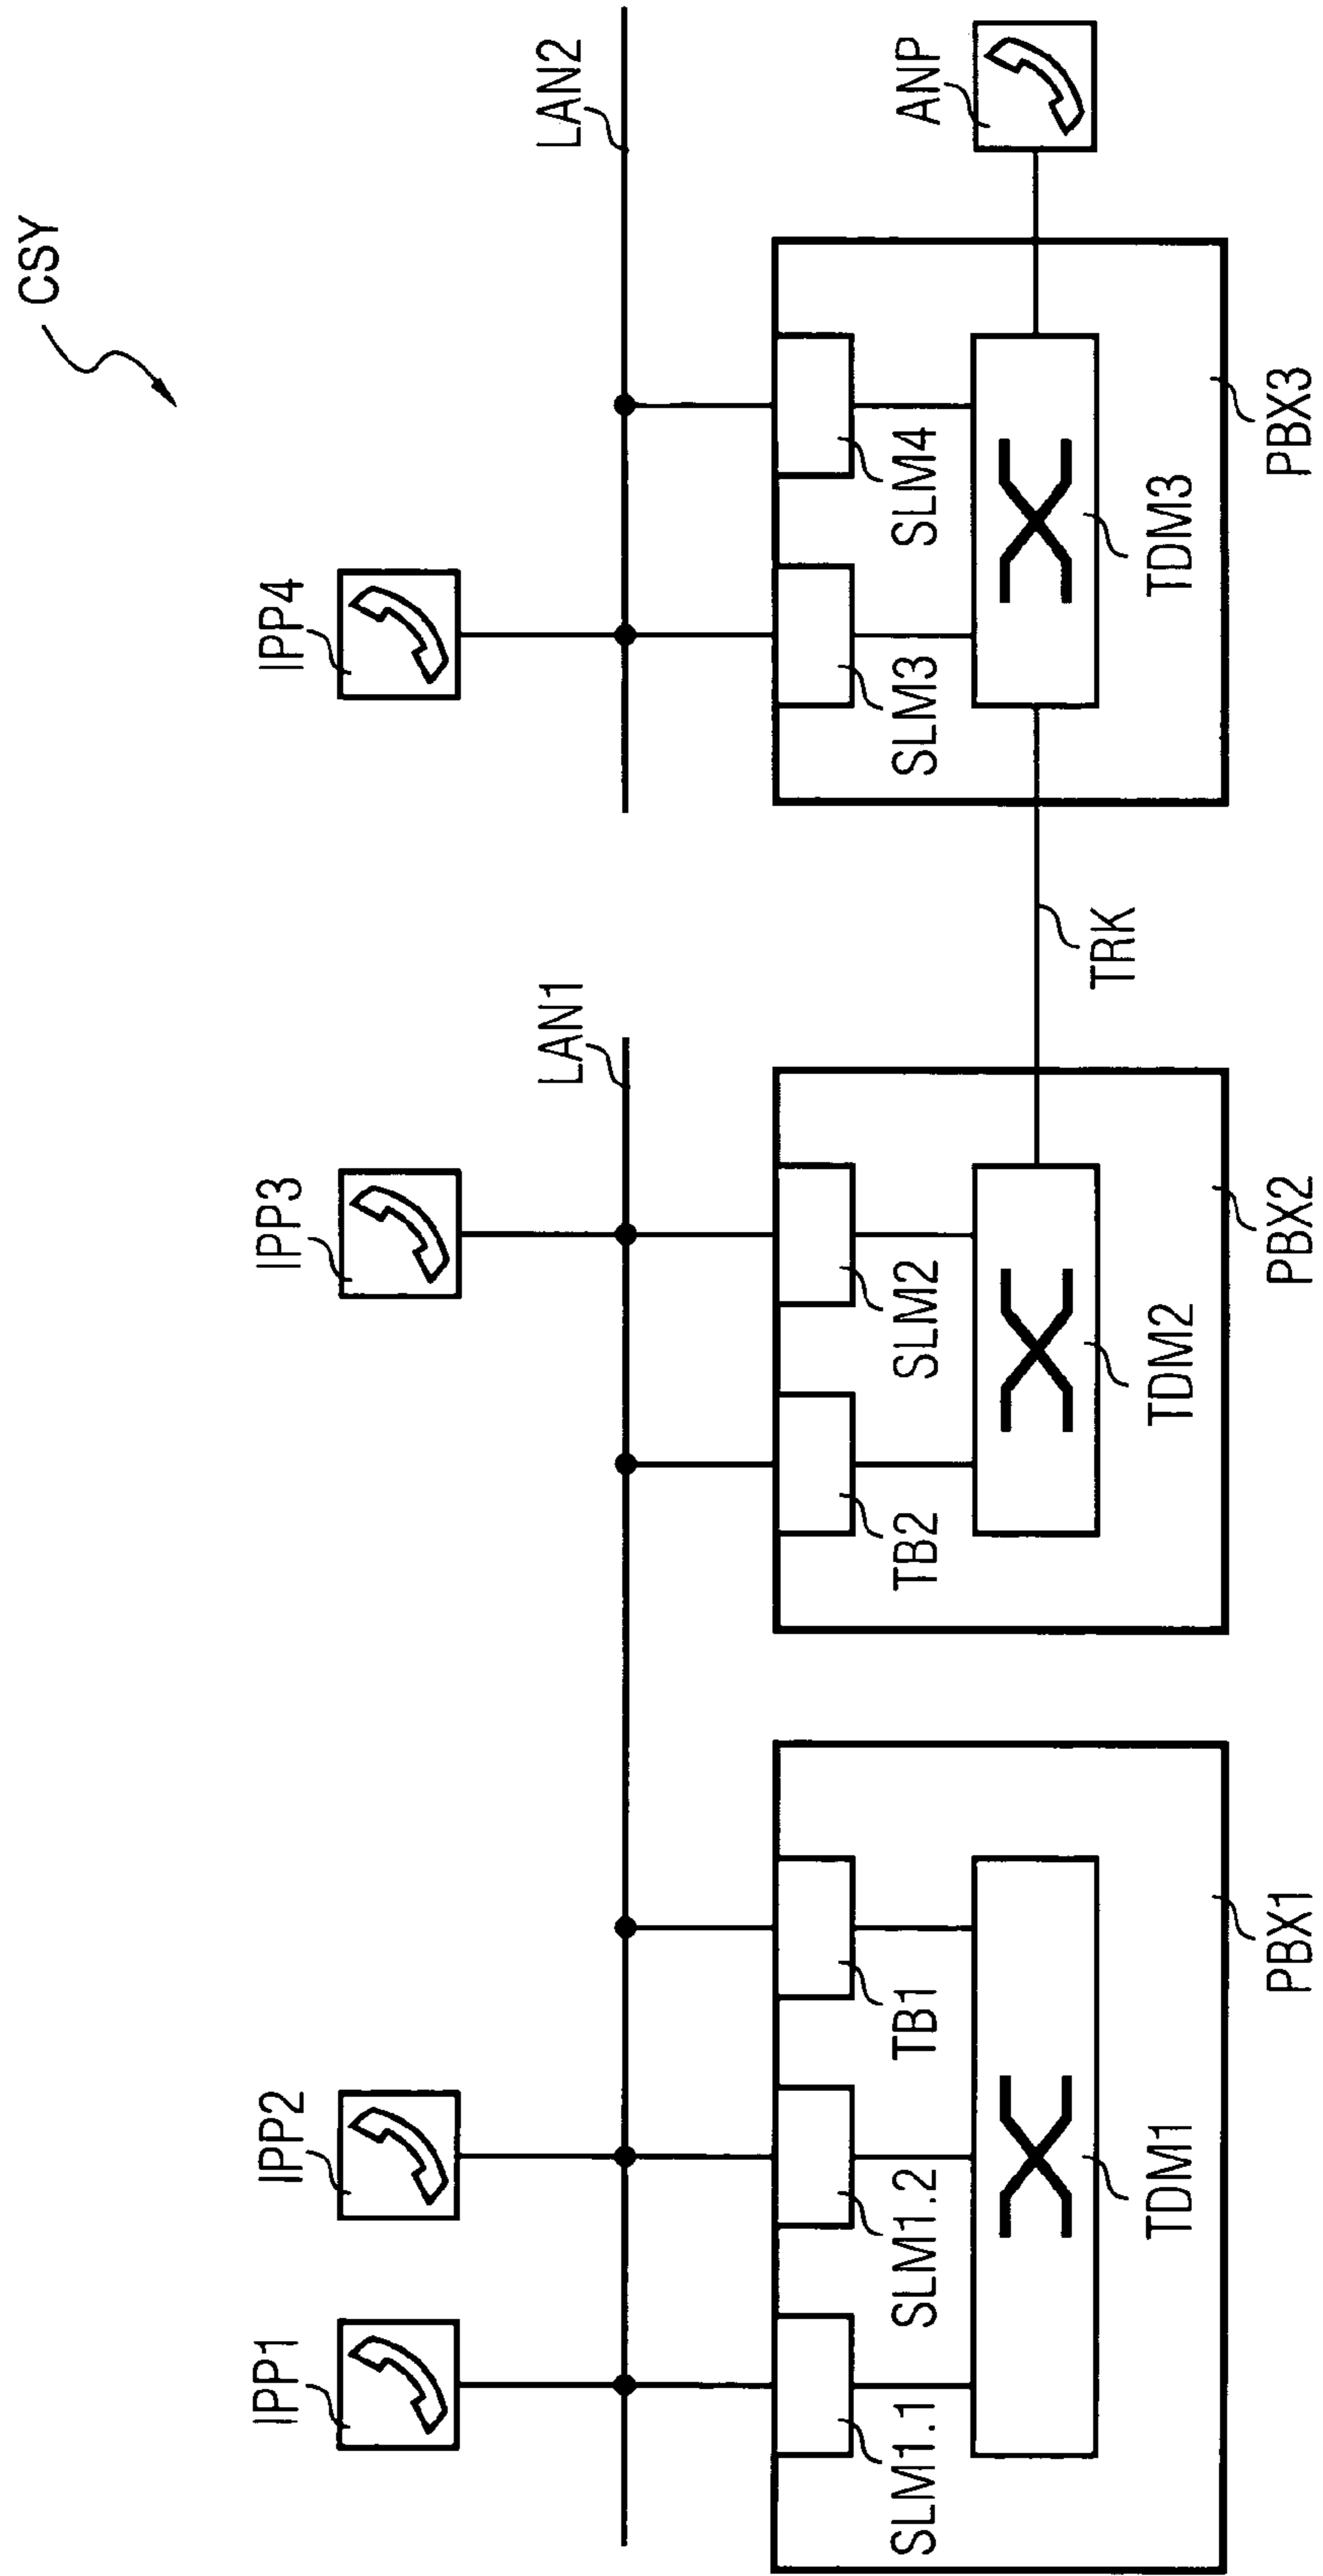 CSY
LAN2
IPP4
ANP
LAN1
IPP3
IPP2
IPP1
SLM1.1
SLM1.2
TB1
TB2
SLM2
SLM3
SLM4
TDM1
TDM2
TRK
TDM3
PBX1
PBX2
PBX3